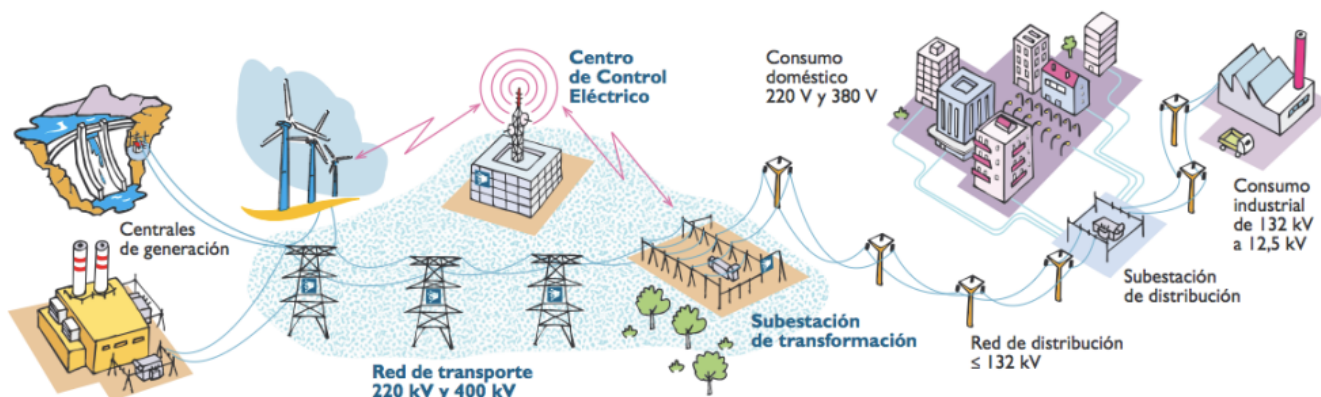 Centro
de Control
Eléctrico
Consumo
doméstico
220 V y 380 V
Centrales
de generación
Consumo
industrial
de 132 kV
a 12,5 kV
Subestación
de distribución
Subestación
de transformación
Red de distribución
≤ 132 kV
Red de transporte
220 kV y 400 kV